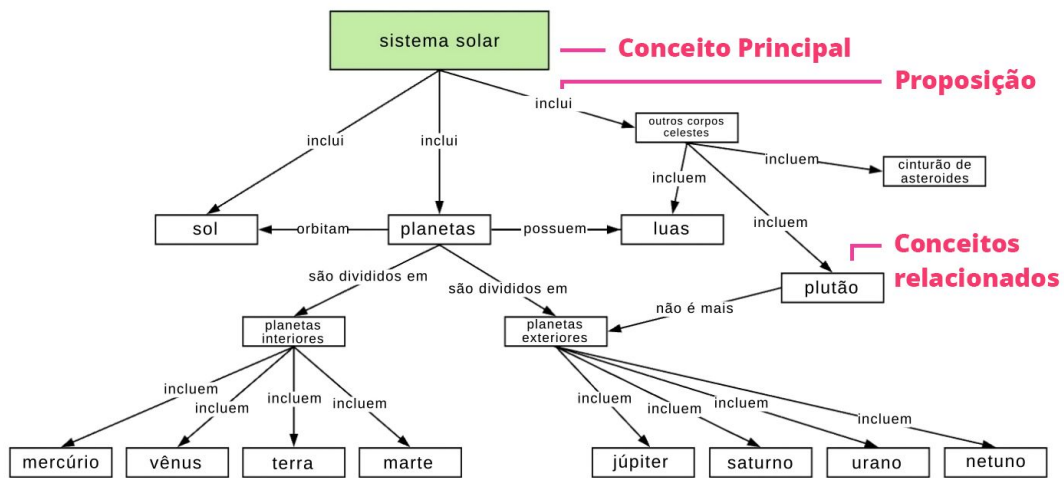 sistema solar
Conceito Principal
Proposição
inclui
inclui
inclui
outros corpos
celestes
incluem
incluem
cinturão de
asteroides
incluem
sol
orbitam
planetas
possuem
luas
Conceitos
relacionados
plutão
são divididos em
são divididos em
não é mais
planetas
interiores
planetas
exteriores
incluem
incluem
incluem
incluem
incluem
incluem
incluem
incluem
mercúrio
vênus
terra
marte
júpiter
saturno
urano
netuno